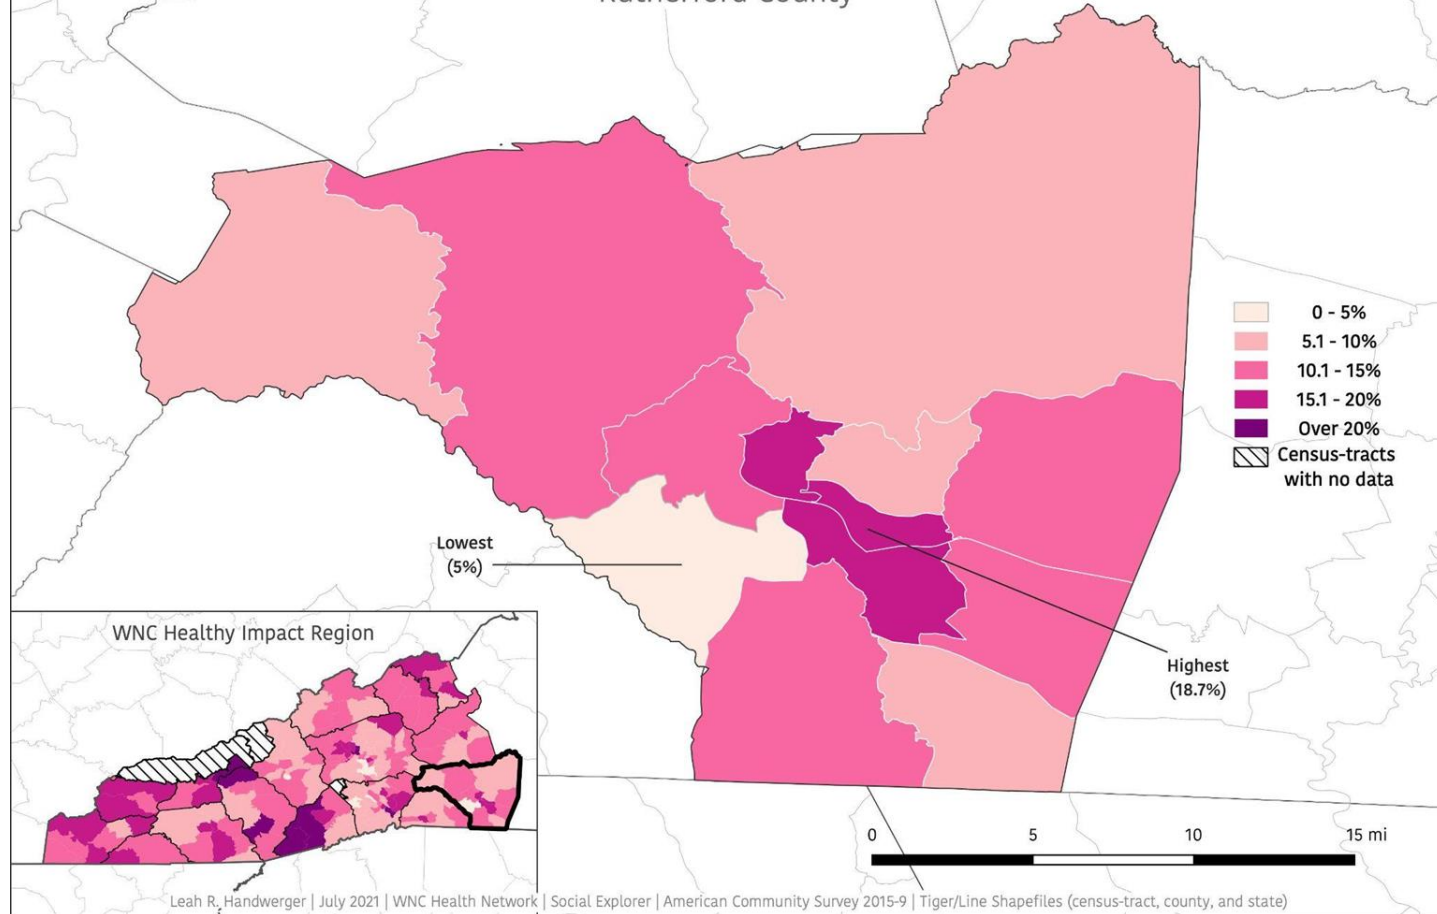 Rutherford County
0 - 5%
5.1 - 10%
10.1 - 15%
15.1 - 20%
Over 20%
Census-tracts
with no data
Lowest
(5%)
Highest
(18.7%)
WNC Healthy Impact Region
0 5 10 15 mi
Leah R. Handwerger | July 2021 | WNC Health Network | Social Explorer | American Community Survey 2015-9 | Tiger/Line Shapefiles (census-tract, county, and state)